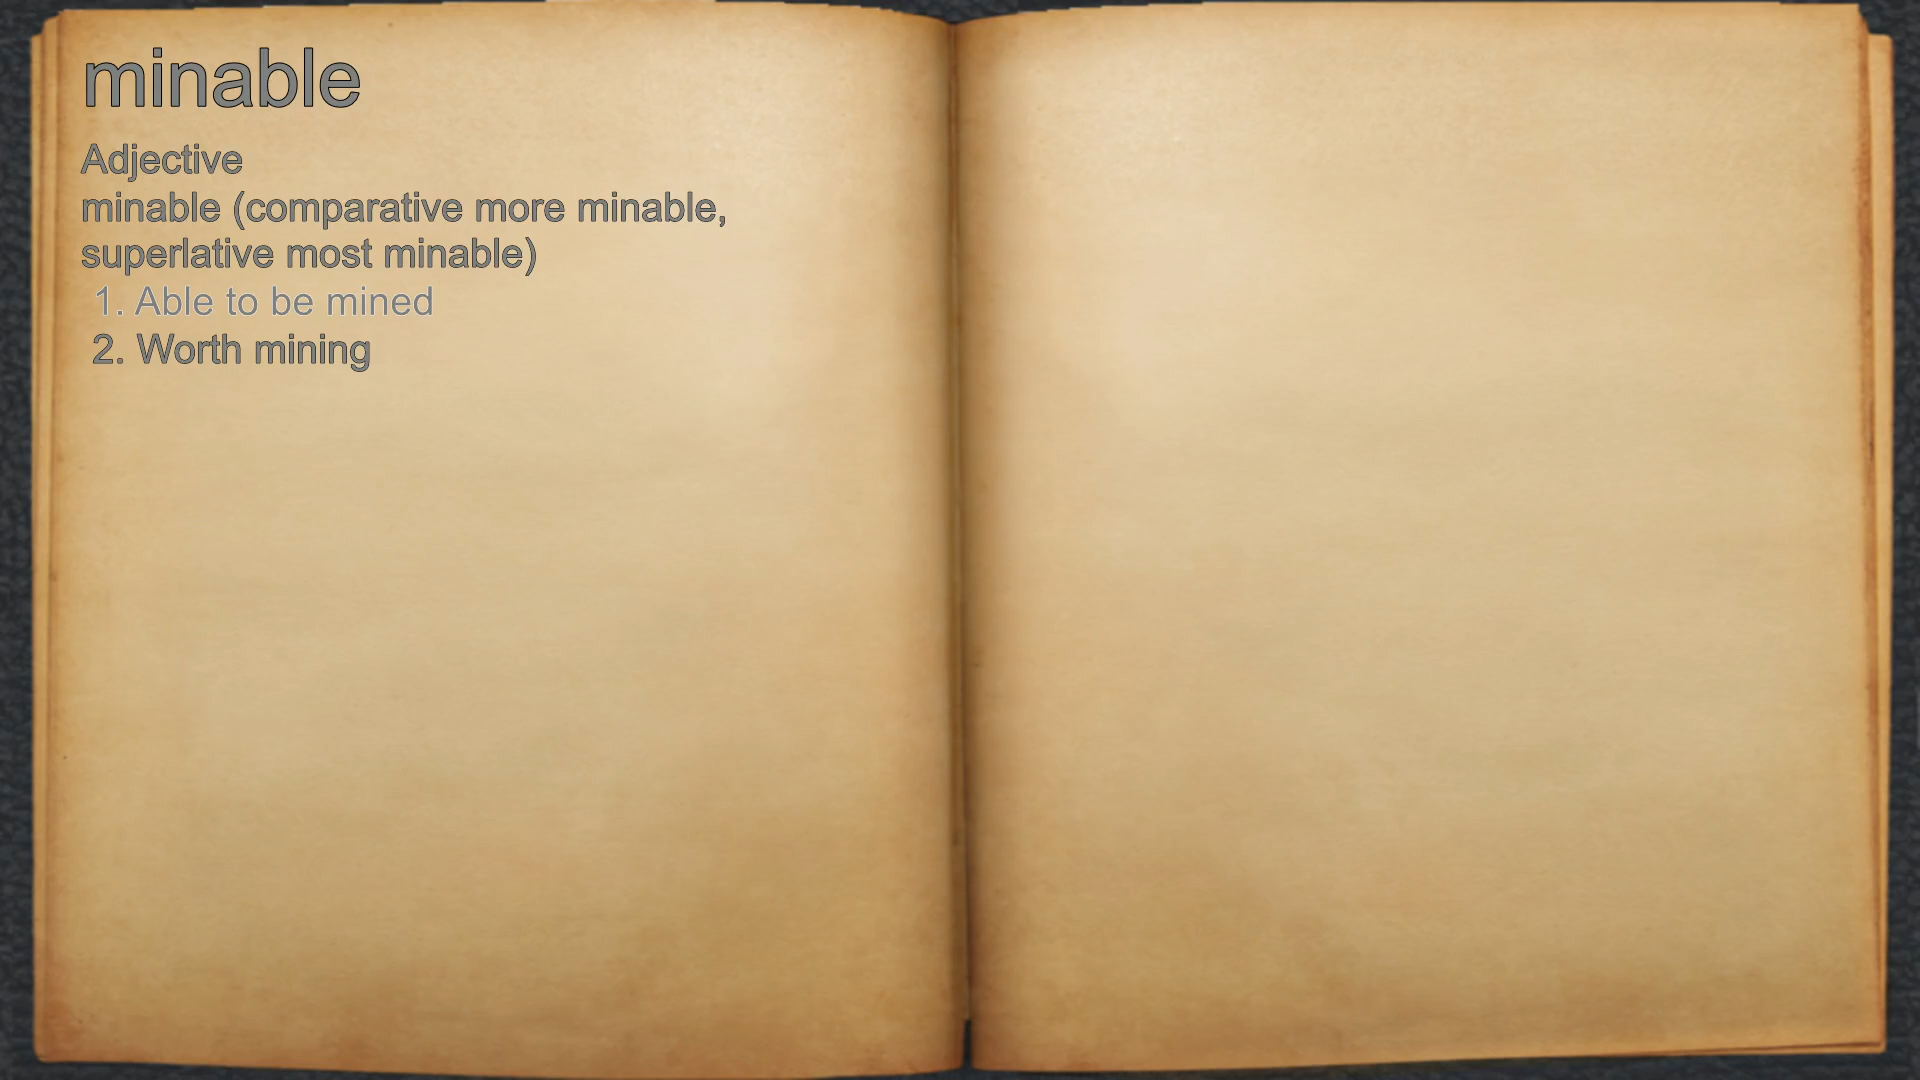 minable
Adjective
minable (comparative more minable,
superlative most minable)
1. Able to be mined
2. Worth mining